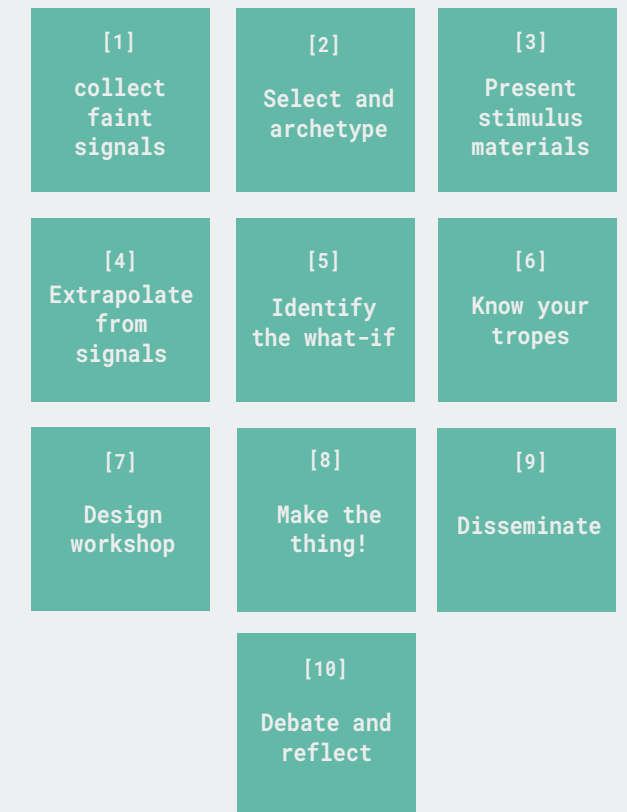 [1]
collect
faint
signals
[2]
Select and
archetype
[3]
Present
stimulus
materials
[4]
Extrapolate
from
signals
[5]
Identify
the what-if
[6]
Know your
tropes
[7]
Design
workshop
[8]
Make the
thing!
[9]
Disseminate
[10]
Debate and
reflect